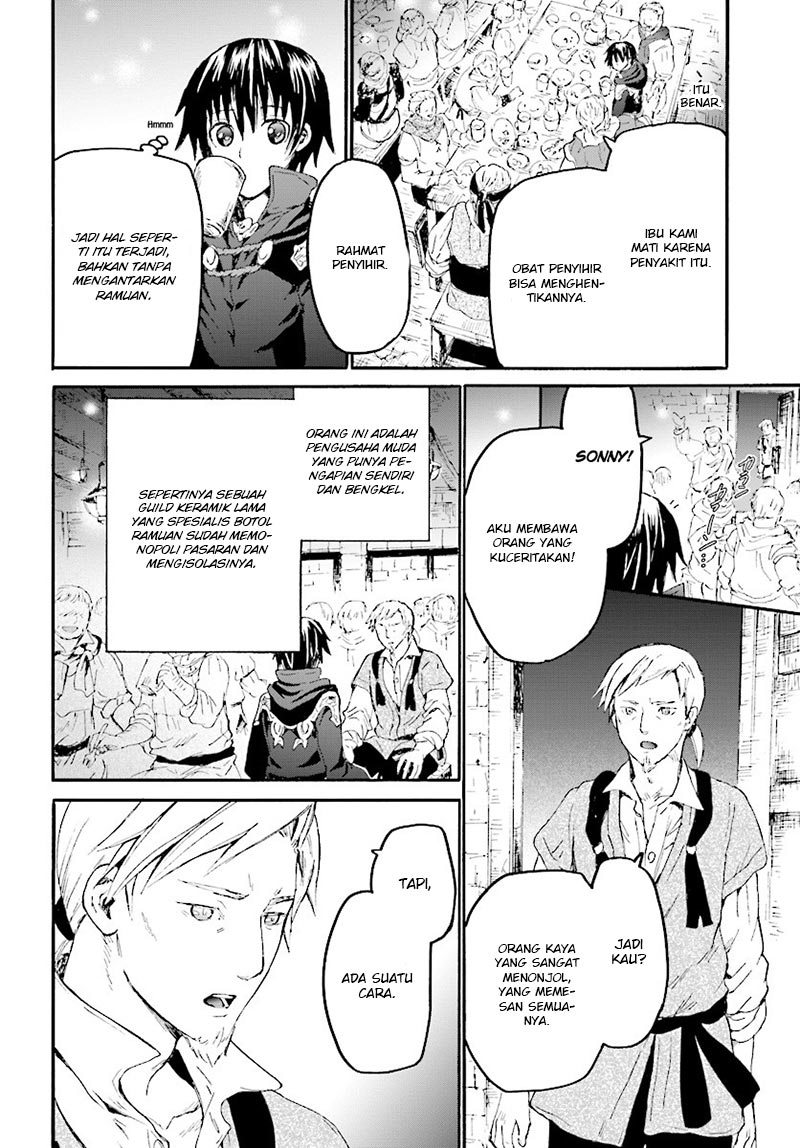 ITU
BENAR.
IBU KAMI
MATI KARENA
PENYAKIT ITU.
OBAT PENYIHIR
BISA MENGHEN-
TIKANNYA.
RAHMAT
PENYIHIR.
Hmmm
JADI HAL SEPER-
TI ITU TERJADI,
BAHKAN TANPA
MENGANTARKAN
RAMUAN.
SONNY!
AKU MEMBAWA
ORANG YANG
KUCERITAKAN!
ORANG INI ADALAH
PENGUSAHA MUDA
YANG PUNYA PE-
NGAPIAN SENDIRI
DAN BENGKEL.
SEPERTINYA SEBUAH
GUILD KERAMIK LAMA
YANG SPESIALIS BOTOL
RAMUAN SUDAH MEMO-
NOPOLI PASARAN DAN
MENGISOLASINYA.
JADI
KAU?
ORANG KAYA
YANG SANGAT
MENONJOL,
YANG MEME-
SAN SEMUA-
NYA.
TAPI,
ADA SUATU
CARA.